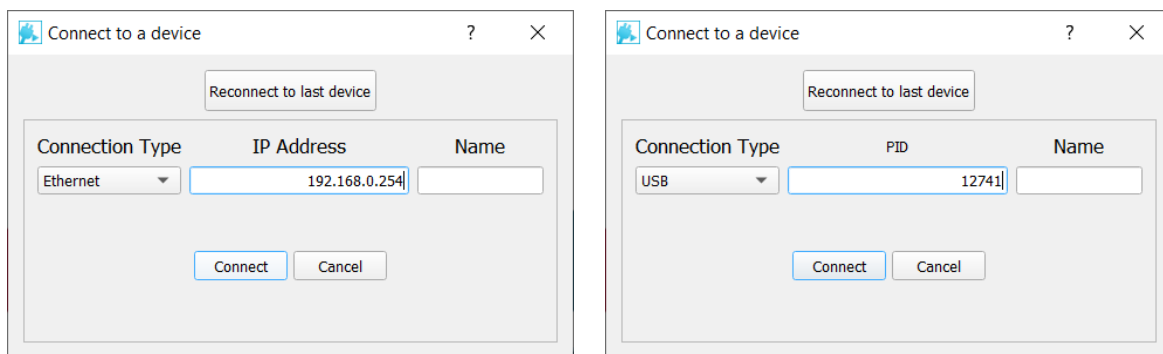 Connect to a device ? ×
Reconnect to last device
Connection Type IP Address Name
Ethernet 192.168.0.254
Connect Cancel
Connect to a device ? ×
Reconnect to last device
Connection Type PID Name
USB 12741
Connect Cancel